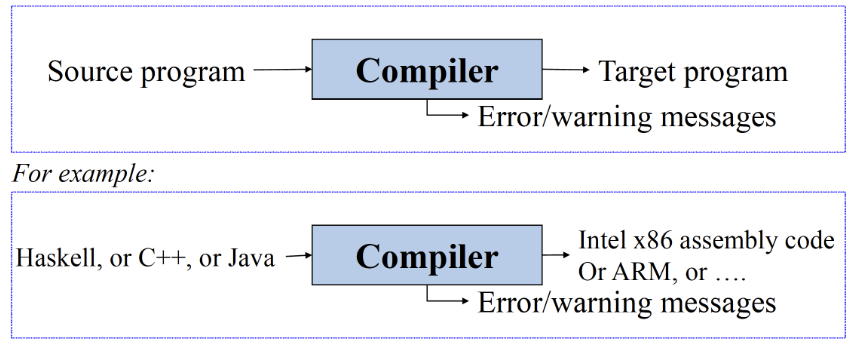 Source program
Compiler
Target program
Error/warning messages
For example:
Haskell, or C++, or Java
Compiler
Intel x86 assembly code
Or ARM, or ….
Error/warning messages